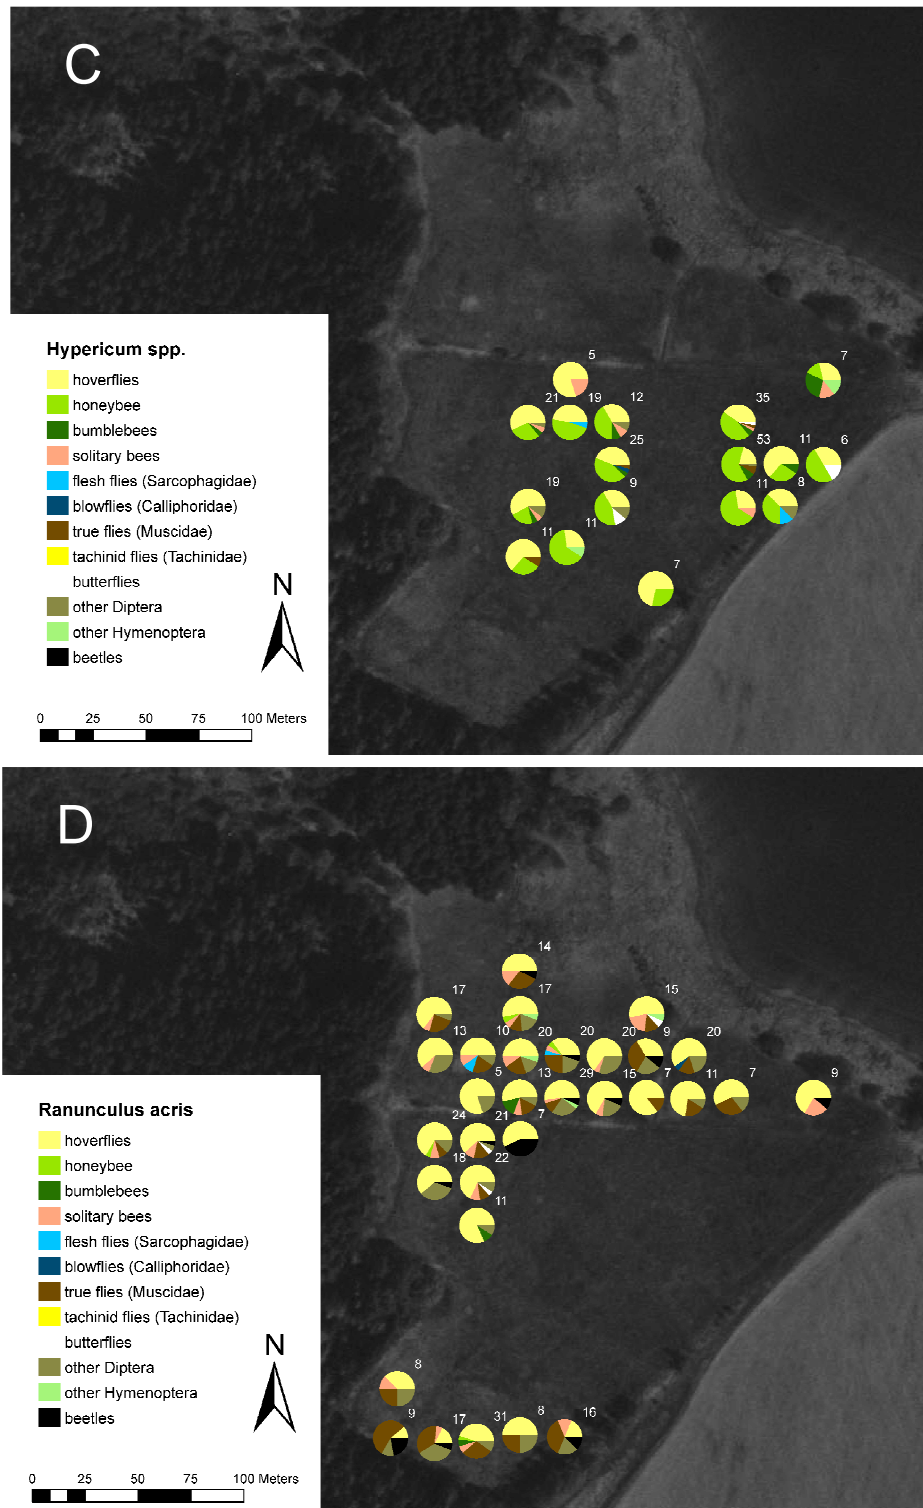 C
Hypericum spp.
hoverflies
honeybee
bumblebees
solitary bees
flesh flies (Sarcophagidae)
blowflies (Calliphoridae)
true flies (Muscidae)
tachinid flies (Tachinidae)
butterflies
other Diptera
other Hymenoptera
beetles
N
0 25 50 75 100 Meters
5
7
21 19 12 35
25 53 11 6
19 9 11 8
11 11
7
D
Ranunculus acris
hoverflies
honeybee
bumblebees
solitary bees
flesh flies (Sarcophagidae)
blowflies (Calliphoridae)
true flies (Muscidae)
tachinid flies (Tachinidae)
butterflies
other Diptera
other Hymenoptera
beetles
N
0 25 50 75 100 Meters
14
17 17 15
13 10 20 20 20 9 20
5 13 29 15 7 11 7 9
24 21 7
18 22
11
8
9 17 31 8 16